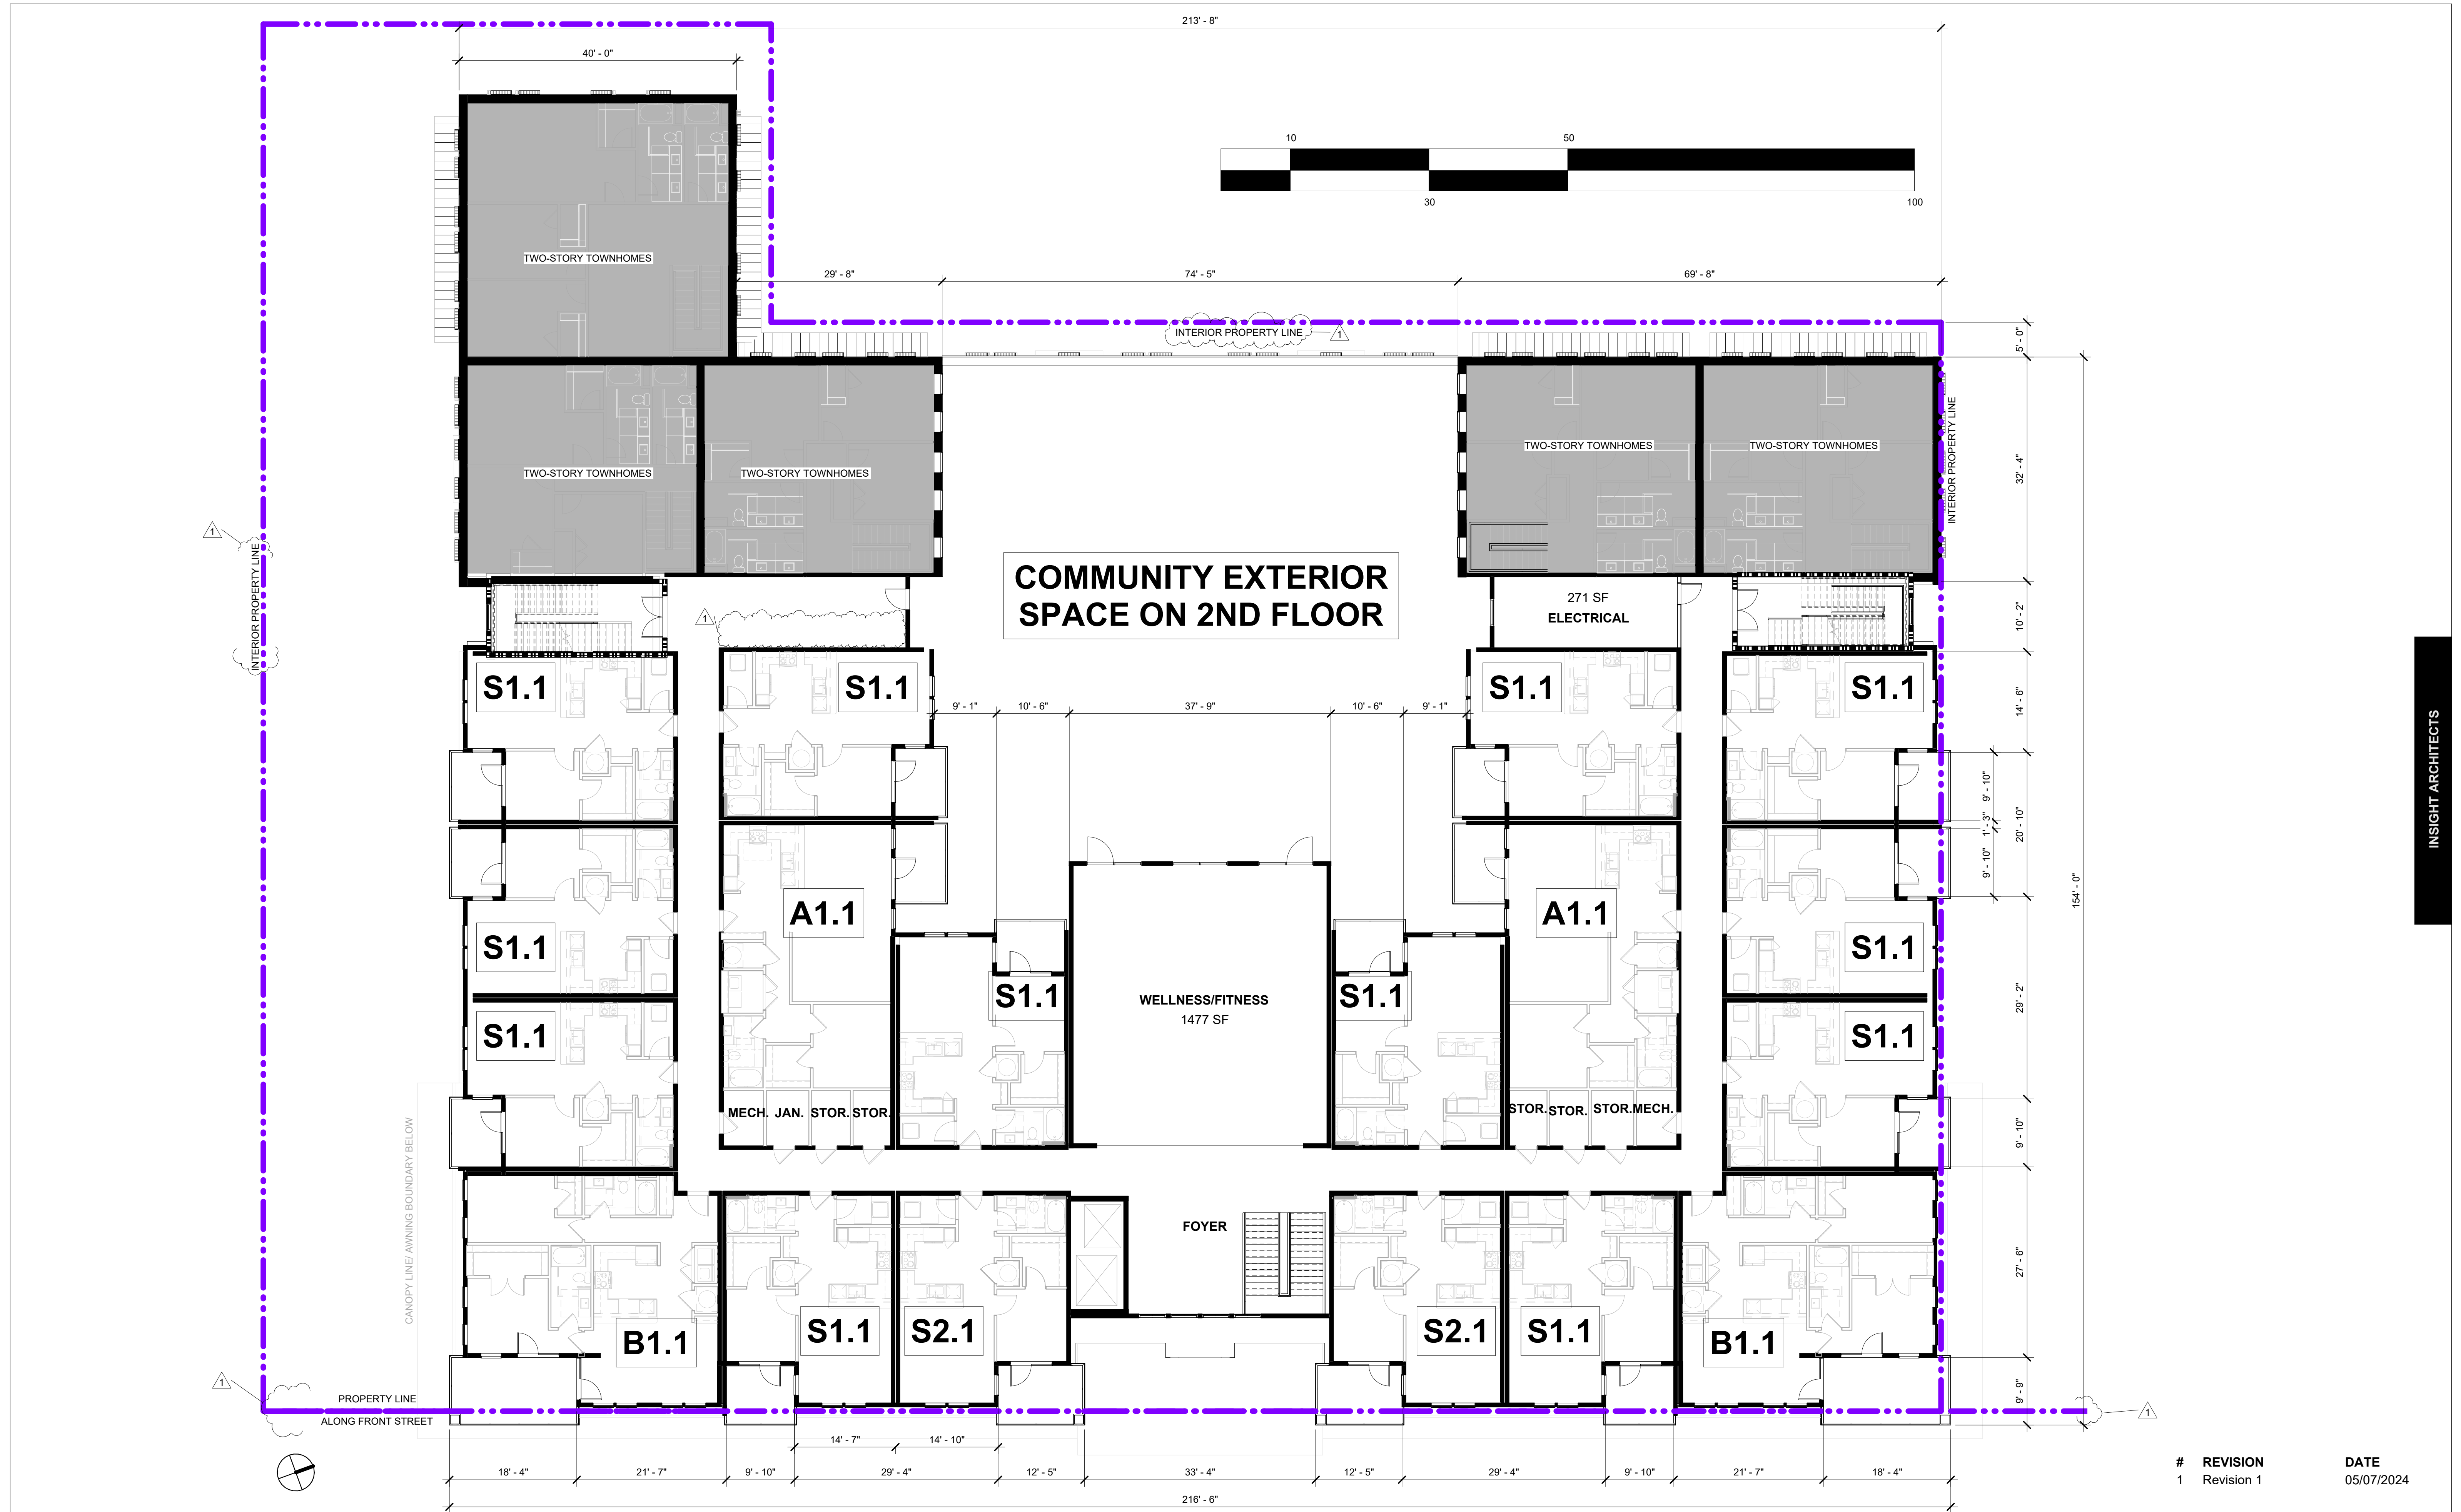 213' - 8"
40' - 0"
10
50
30
100
TWO-STORY TOWNHOMES
29' - 8"
74' - 5"
69' - 8"
INTERIOR PROPERTY LINE
1
5' - 0"
TWO-STORY TOWNHOMES
TWO-STORY TOWNHOMES
TWO-STORY TOWNHOMES
TWO-STORY TOWNHOMES
INTERIOR PROPERTY LINE
32' - 4"
1
INTERIOR PROPERTY LINE
COMMUNITY EXTERIOR
SPACE ON 2ND FLOOR
1
271 SF
ELECTRICAL
10' - 2"
S1.1
S1.1
S1.1
S1.1
14' - 6"
9' - 1"
10' - 6"
37' - 9"
10' - 6"
9' - 1"
INSIGHT ARCHITECTS
9' - 10"
1' - 3"
9' - 10"
20' - 10"
154' - 0"
A1.1
A1.1
S1.1
S1.1
S1.1
S1.1
WELLNESS/FITNESS
1477 SF
29' - 2"
S1.1
S1.1
MECH.
JAN.
STOR.
STOR.
STOR.
STOR.
STOR.
MECH.
9' - 10"
CANOPY LINE/ AWNING BOUNDARY BELOW
FOYER
27' - 6"
B1.1
S1.1
S2.1
S2.1
S1.1
B1.1
1
PROPERTY LINE
ALONG FRONT STREET
9' - 9"
1
14' - 7"
14' - 10"
18' - 4"
21' - 7"
9' - 10"
29' - 4"
12' - 5"
33' - 4"
12' - 5"
29' - 4"
9' - 10"
21' - 7"
18' - 4"
216' - 6"
# REVISION DATE
1 Revision 1 05/07/2024